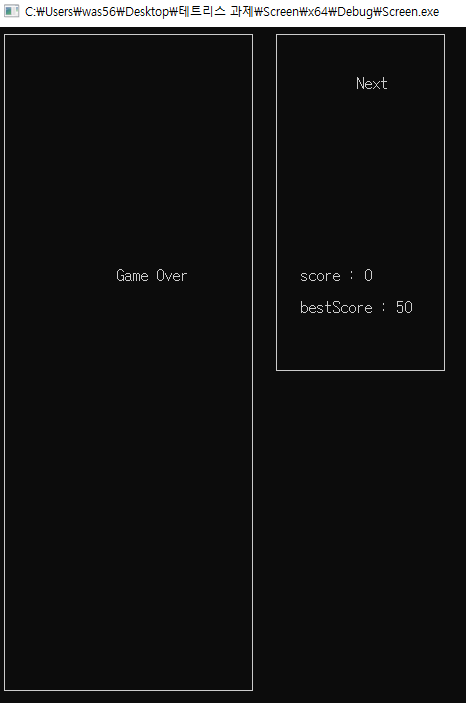 C:₩Users₩was56₩Desktop₩테트리스 과제₩Screen₩x64₩Debug₩Screen.exe
Next
Game Over
score : 0
bestScore : 50